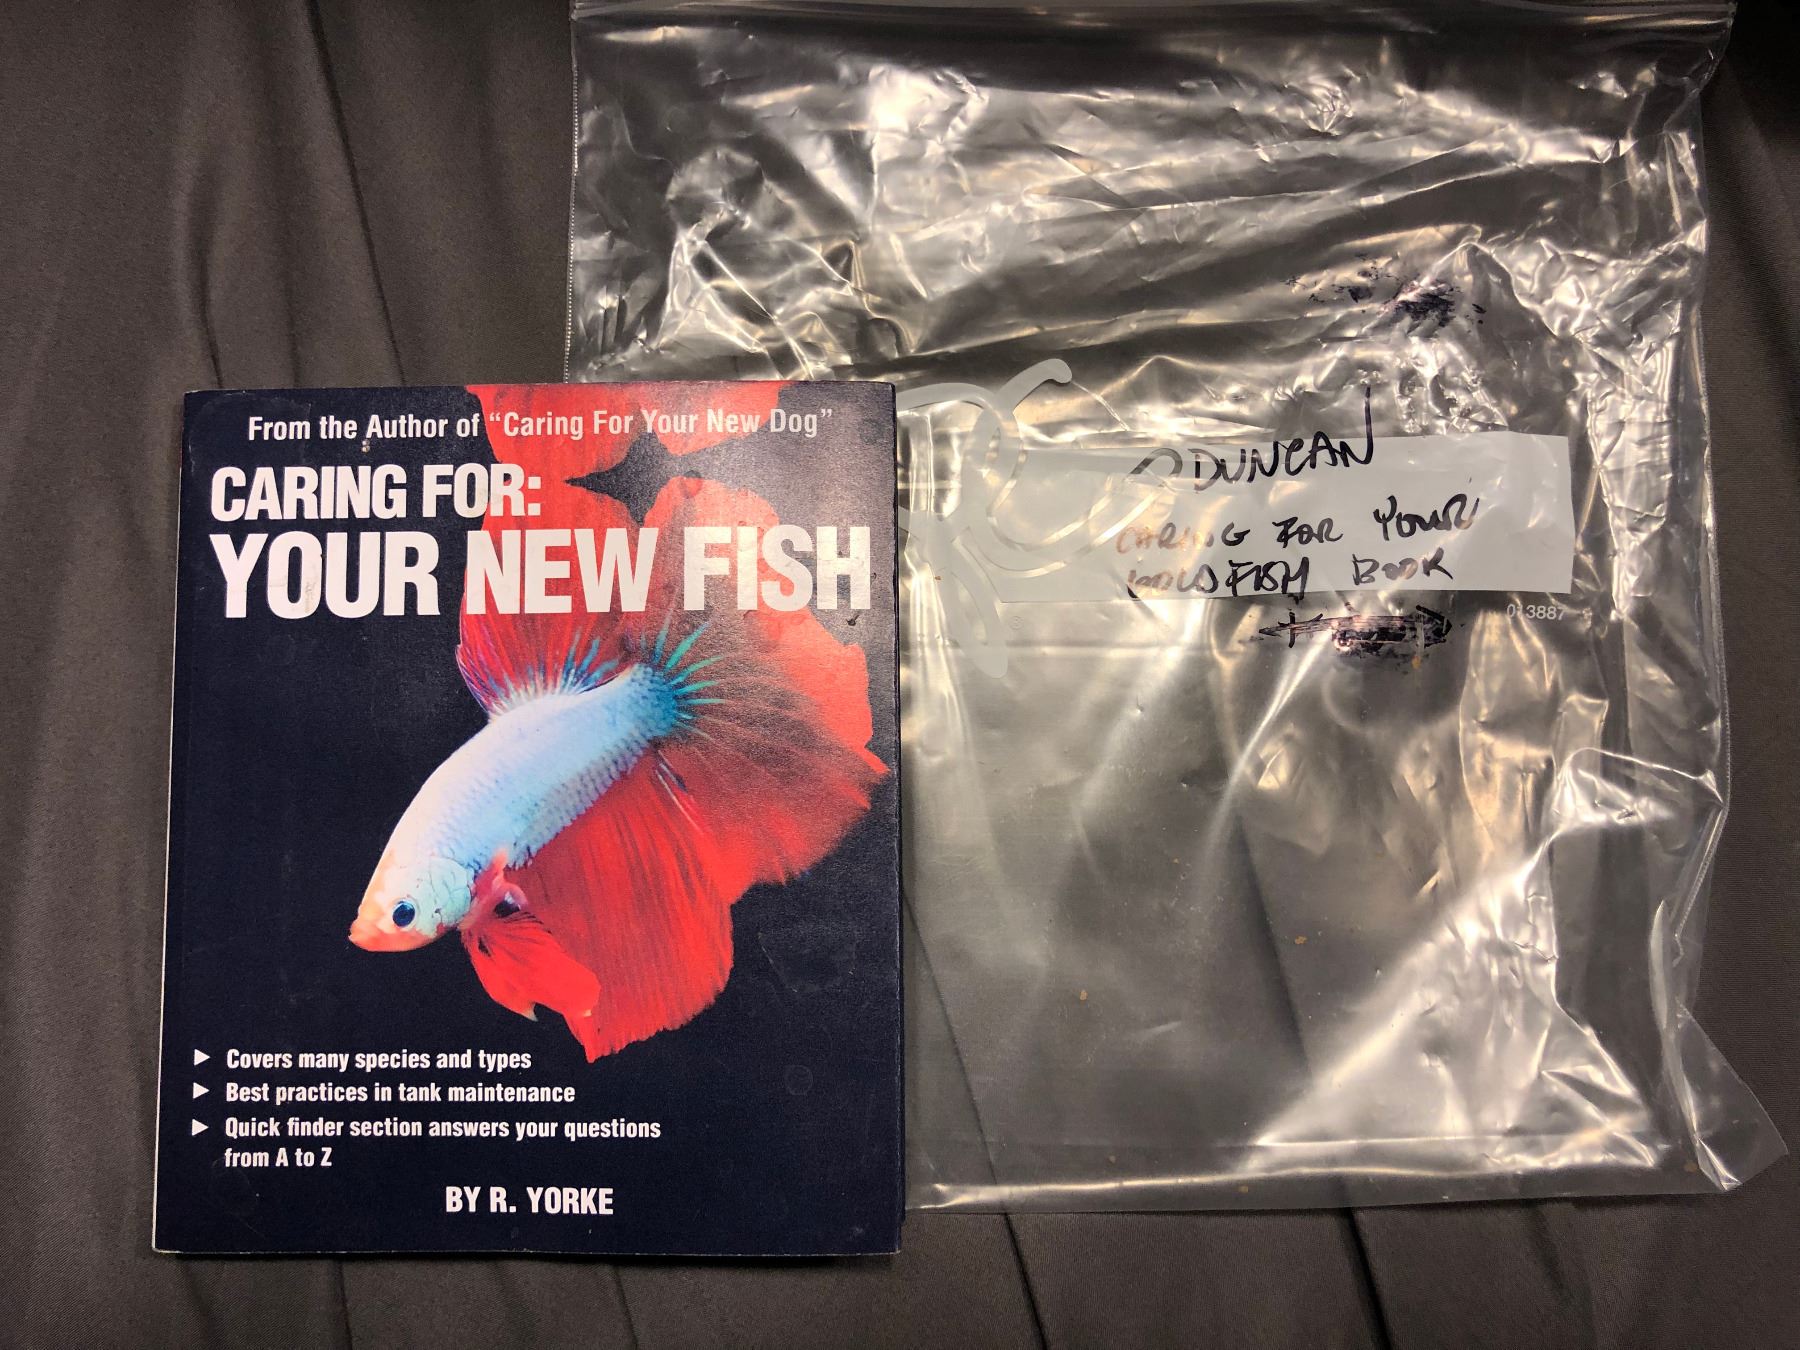 From the Author of “Caring For Your New Dog”
CARING FOR:
YOUR NEW FISH
► Covers many species and types
► Best practices in tank maintenance
► Quick finder section answers your questions
from A to Z
BY R. YORKE
DUNCAN
CARING FOR YOUR
GOLDFISH BOOK
013887